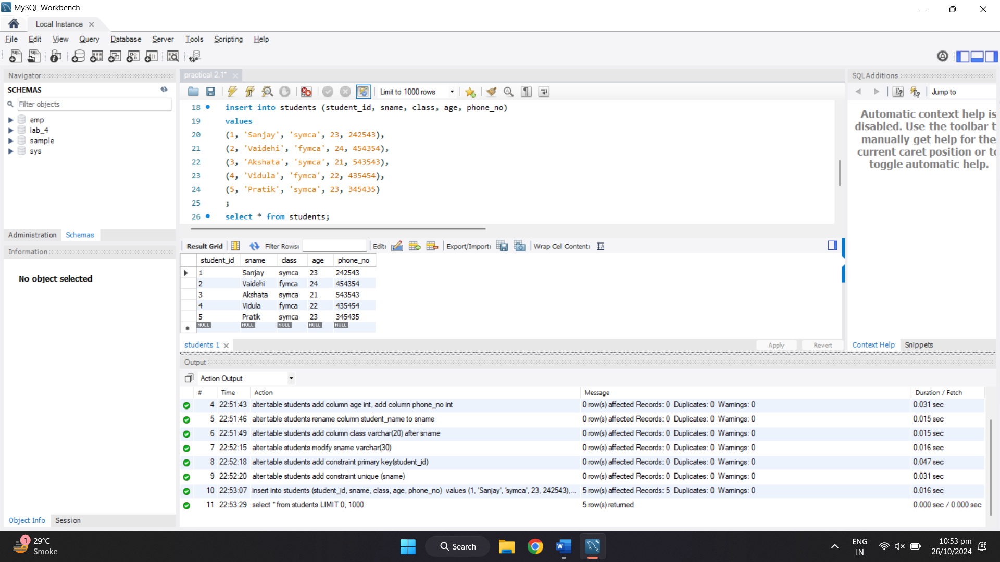 MySQL Workbench
Local Instance
File Edit View Query Database Server Tools Scripting Help
Navigator
SCHEMAS
Filter objects
emp
lab_4
sample
sys
Administration Schemas
Information
No object selected
Object Info Session
practical 2.1*
Limit to 1000 rows
18 insert into students (student_id, sname, class, age, phone_no)
19 values
20 (1, 'Sanjay', 'symca', 23, 242543),
21 (2, 'Vaidehi', 'fymca', 24, 454354),
22 (3, 'Akshata', 'symca', 21, 543543),
23 (4, 'Vidula', 'fymca', 22, 435454),
24 (5, 'Pratik', 'symca', 23, 345435)
25 ;
26 select * from students;
Result Grid Filter Rows: Edit: Export/Import: Wrap Cell Content:
student_id sname class age phone_no
1 Sanjay symca 23 242543
2 Vaidehi fymca 24 454354
3 Akshata symca 21 543543
4 Vidula fymca 22 435454
5 Pratik symca 23 345435
NULL NULL NULL NULL NULL
students 1
Apply Revert
SQLAdditions
Jump to
Automatic context help is
disabled. Use the toolbar t
manually get help for the
current caret position or to
toggle automatic help.
Context Help Snippets
Output
Action Output
# Time Action Message Duration / Fetch
4 22:51:43 alter table students add column age int, add column phone_no int 0 row(s) affected Records: 0 Duplicates: 0 Warnings: 0 0.031 sec
5 22:51:46 alter table students rename column student_name to sname 0 row(s) affected Records: 0 Duplicates: 0 Warnings: 0 0.015 sec
6 22:51:49 alter table students add column class varchar(20) after sname 0 row(s) affected Records: 0 Duplicates: 0 Warnings: 0 0.015 sec
7 22:52:15 alter table students modify sname varchar(30) 0 row(s) affected Records: 0 Duplicates: 0 Warnings: 0 0.016 sec
8 22:52:18 alter table students add constraint primary key(student_id) 0 row(s) affected Records: 0 Duplicates: 0 Warnings: 0 0.047 sec
9 22:52:20 alter table students add constraint unique (sname) 0 row(s) affected Records: 0 Duplicates: 0 Warnings: 0 0.031 sec
10 22:53:07 insert into students (student_id, sname, class, age, phone_no) values (1, 'Sanjay', 'symca', 23, 242543),... 5 row(s) affected Records: 5 Duplicates: 0 Warnings: 0 0.016 sec
11 22:53:29 select * from students LIMIT 0, 1000 5 row(s) returned 0.000 sec / 0.000 sec
1
29°C
Smoke
Search
ENG
IN
10:53 pm
26/10/2024